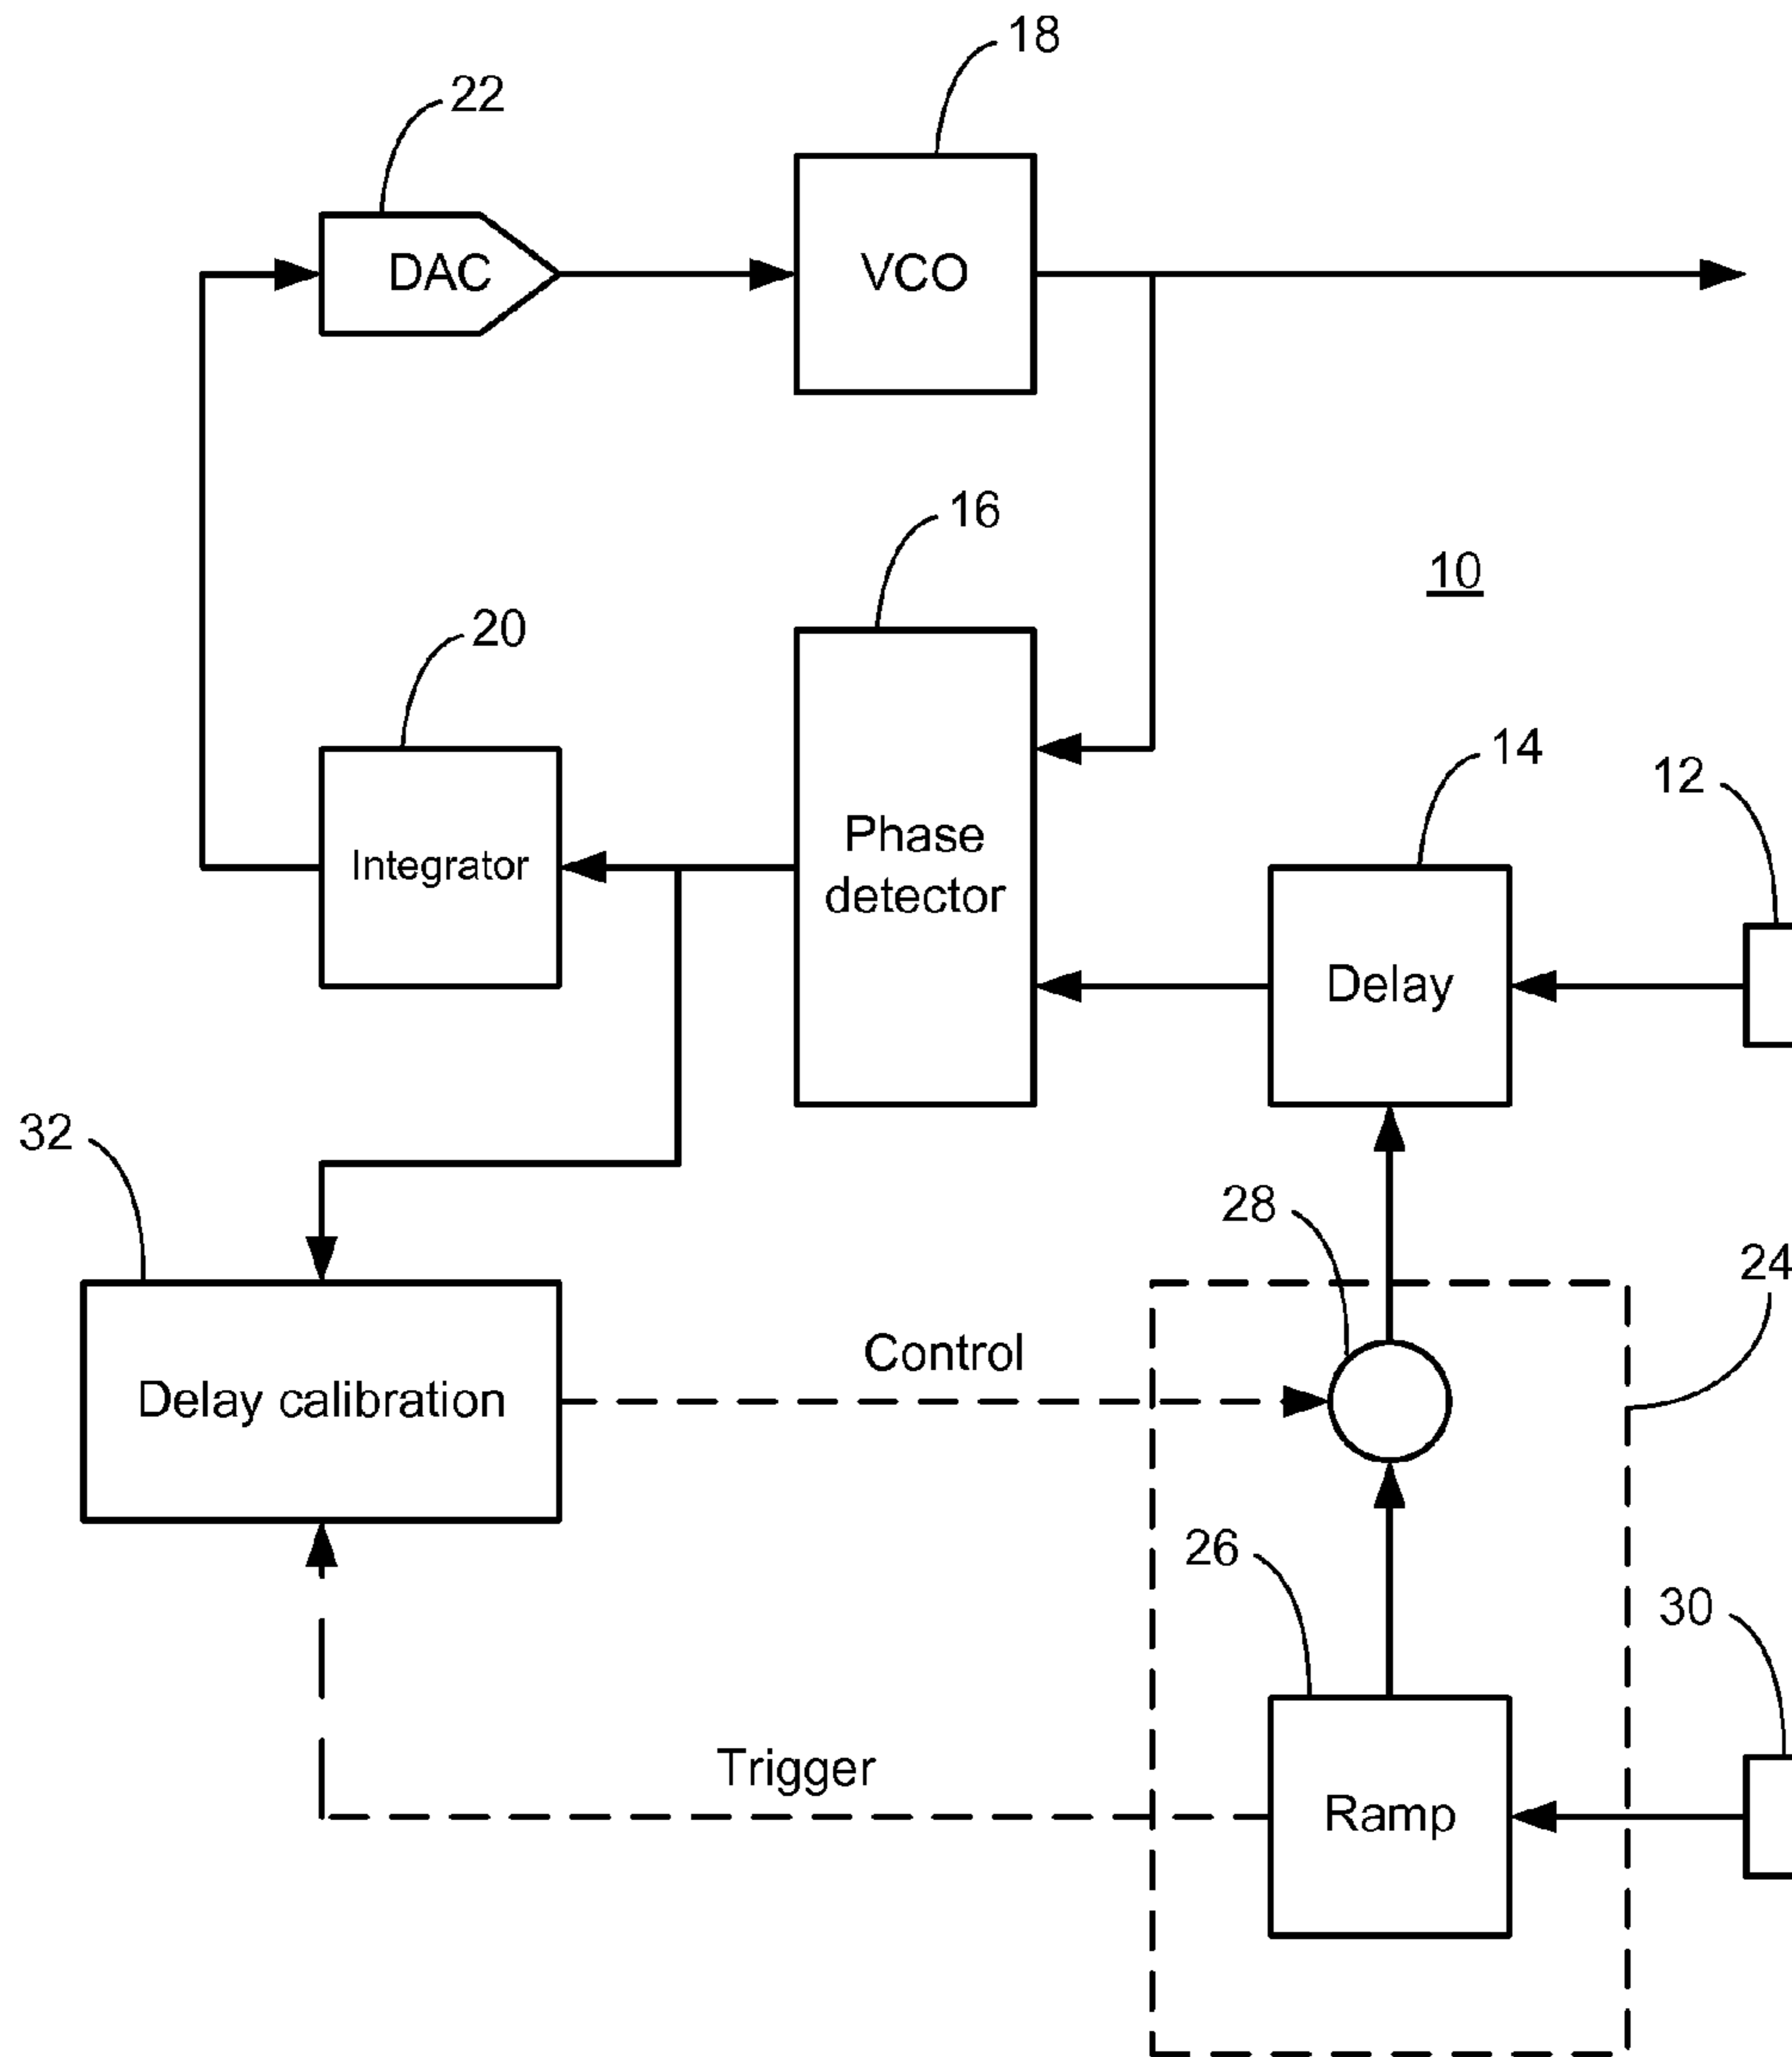 18
22
DAC
VCO
16
10
20
14
12
Phase
detector
Integrator
Delay
32
28
24
Control
Delay calibration
26
30
Trigger
Ramp